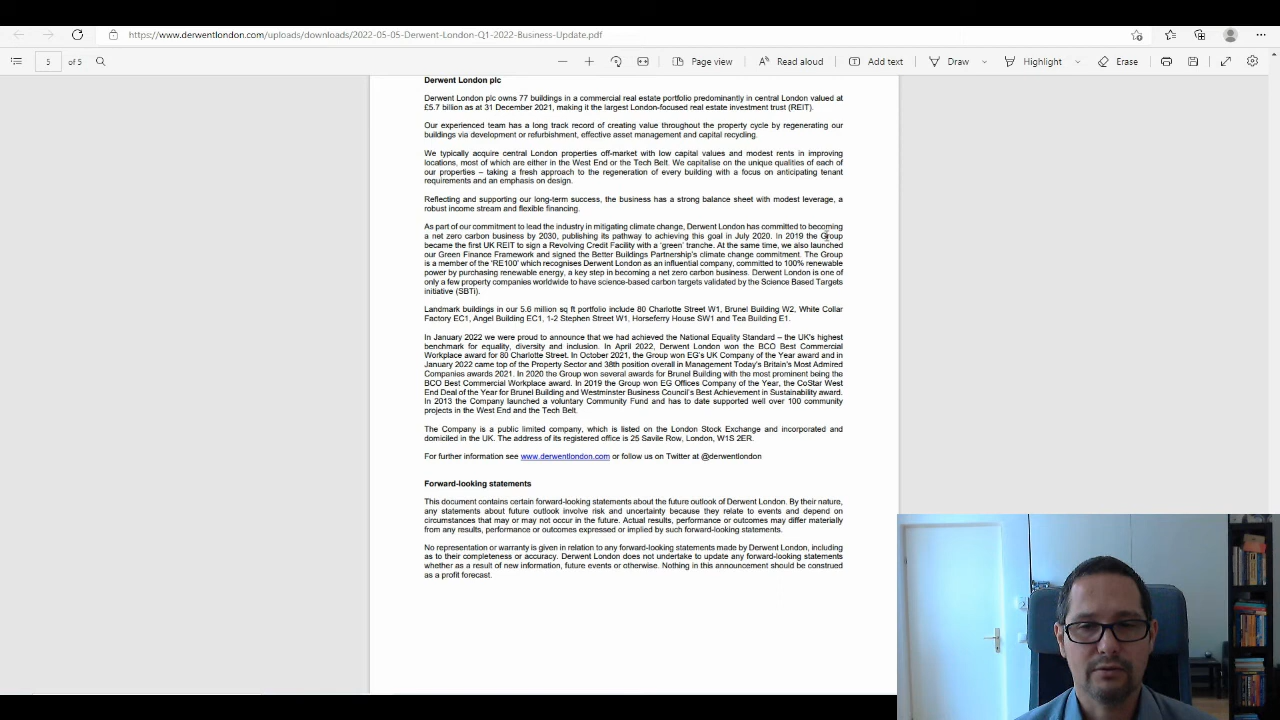 https://www.derwentlondon.com/uploads/downloads/2022-05-05-Derwent-London-Q1-2022-Business-Update.pdf
5 of 5 Page view Read aloud Add text Draw Highlight Erase
Derwent London plc
Derwent London plc owns 77 buildings in a commercial real estate portfolio predominantly in central London valued at
£5.7 billion as at 31 December 2021, making it the largest London-focused real estate investment trust (REIT).
Our experienced team has a long track record of creating value throughout the property cycle by regenerating our
buildings via development or refurbishment, effective asset management and capital recycling.
We typically acquire central London properties off-market with low capital values and modest rents in improving
locations, most of which are either in the West End or the Tech Belt. We capitalise on the unique qualities of each of
our properties – taking a fresh approach to the regeneration of every building with a focus on anticipating tenant
requirements and an emphasis on design.
Reflecting and supporting our long-term success, the business has a strong balance sheet with modest leverage, a
robust income stream and flexible financing.
As part of our commitment to lead the industry in mitigating climate change, Derwent London has committed to becoming
a net zero carbon business by 2030, publishing its pathway to achieving this goal in July 2020. In 2019 the Group
became the first UK REIT to sign a Revolving Credit Facility with a 'green' tranche. At the same time, we also launched
our Green Finance Framework and signed the Better Buildings Partnership's climate change commitment. The Group
is a member of the 'RE100' which recognises Derwent London as an influential company, committed to 100% renewable
power by purchasing renewable energy, a key step in becoming a net zero carbon business. Derwent London is one of
only a few property companies worldwide to have science-based carbon targets validated by the Science Based Targets
initiative (SBTi).
Landmark buildings in our 5.6 million sq ft portfolio include 80 Charlotte Street W1, Brunel Building W2, White Collar
Factory EC1, Angel Building EC1, 1-2 Stephen Street W1, Horseferry House SW1 and Tea Building E1.
In January 2022 we were proud to announce that we had achieved the National Equality Standard – the UK's highest
benchmark for equality, diversity and inclusion. In April 2022, Derwent London won the BCO Best Commercial
Workplace award for 80 Charlotte Street. In October 2021, the Group won EG's UK Company of the Year award and in
January 2022 came top of the Property Sector and 38th position overall in Management Today's Britain's Most Admired
Companies awards 2021. In 2020 the Group won several awards for Brunel Building with the most prominent being the
BCO Best Commercial Workplace award. In 2019 the Group won EG Offices Company of the Year, the CoStar West
End Deal of the Year for Brunel Building and Westminster Business Council's Best Achievement in Sustainability award.
In 2013 the Company launched a voluntary Community Fund and has to date supported well over 100 community
projects in the West End and the Tech Belt.
The Company is a public limited company, which is listed on the London Stock Exchange and incorporated and
domiciled in the UK. The address of its registered office is 25 Savile Row, London, W1S 2ER.
For further information see www.derwentlondon.com or follow us on Twitter at @derwentlondon
Forward-looking statements
This document contains certain forward-looking statements about the future outlook of Derwent London. By their nature,
any statements about future outlook involve risk and uncertainty because they relate to events and depend on
circumstances that may or may not occur in the future. Actual results, performance or outcomes may differ materially
from any results, performance or outcomes expressed or implied by such forward-looking statements.
No representation or warranty is given in relation to any forward-looking statements made by Derwent London, including
as to their completeness or accuracy. Derwent London does not undertake to update any forward-looking statements
whether as a result of new information, future events or otherwise. Nothing in this announcement should be construed
as a profit forecast.